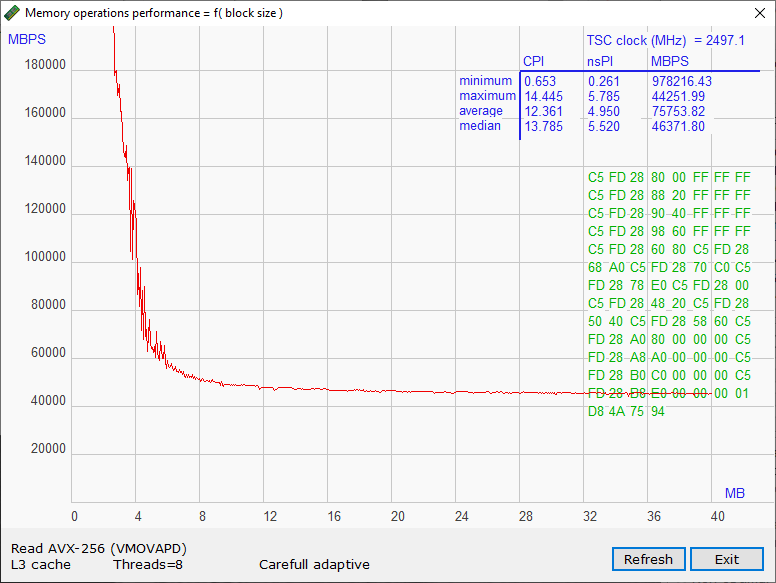 Memory operations performance = f( block size )
MBPS
TSC clock (MHz) = 2497.1
CPI nsPI MBPS
minimum 0.653 0.261 978216.43
maximum 14.445 5.785 44251.99
average 12.361 4.950 75753.82
median 13.785 5.520 46371.80
180000
160000
140000
120000
100000
80000
60000
40000
20000
C5 FD 28 80 00 FF FF FF
C5 FD 28 88 20 FF FF FF
C5 FD 28 90 40 FF FF FF
C5 FD 28 98 60 FF FF FF
C5 FD 28 60 80 C5 FD 28
68 A0 C5 FD 28 70 C0 C5
FD 28 78 E0 C5 FD 28 00
C5 FD 28 48 20 C5 FD 28
50 40 C5 FD 28 58 60 C5
FD 28 A0 80 00 00 00 C5
FD 28 A8 A0 00 00 00 C5
FD 28 B0 C0 00 00 00 C5
FD 28 B8 E0 00 00 00 01
D8 4A 75 94
MB
0 4 8 12 16 20 24 28 32 36 40
Read AVX-256 (VMOVAPD)
L3 cache Threads=8 Carefull adaptive
Refresh Exit